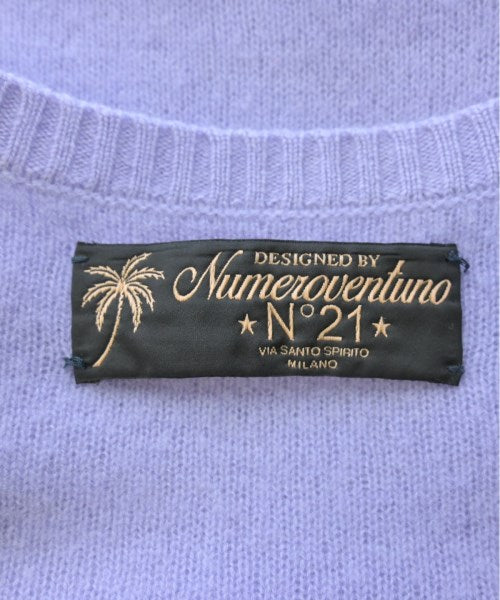 DESIGNED BY
Numeroventuno
★N°21★
VIA SANTO SPIRITO
MILANO